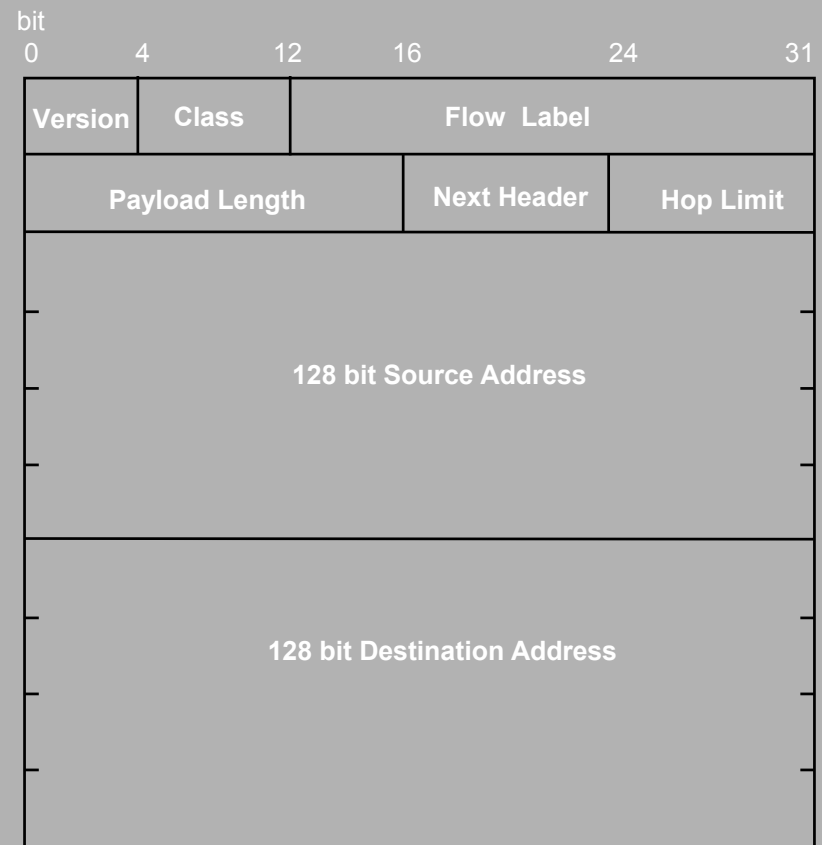 bit
0 4 12 16 24 31
Version Class Flow Label
Payload Length Next Header Hop Limit
128 bit Source Address
128 bit Destination Address